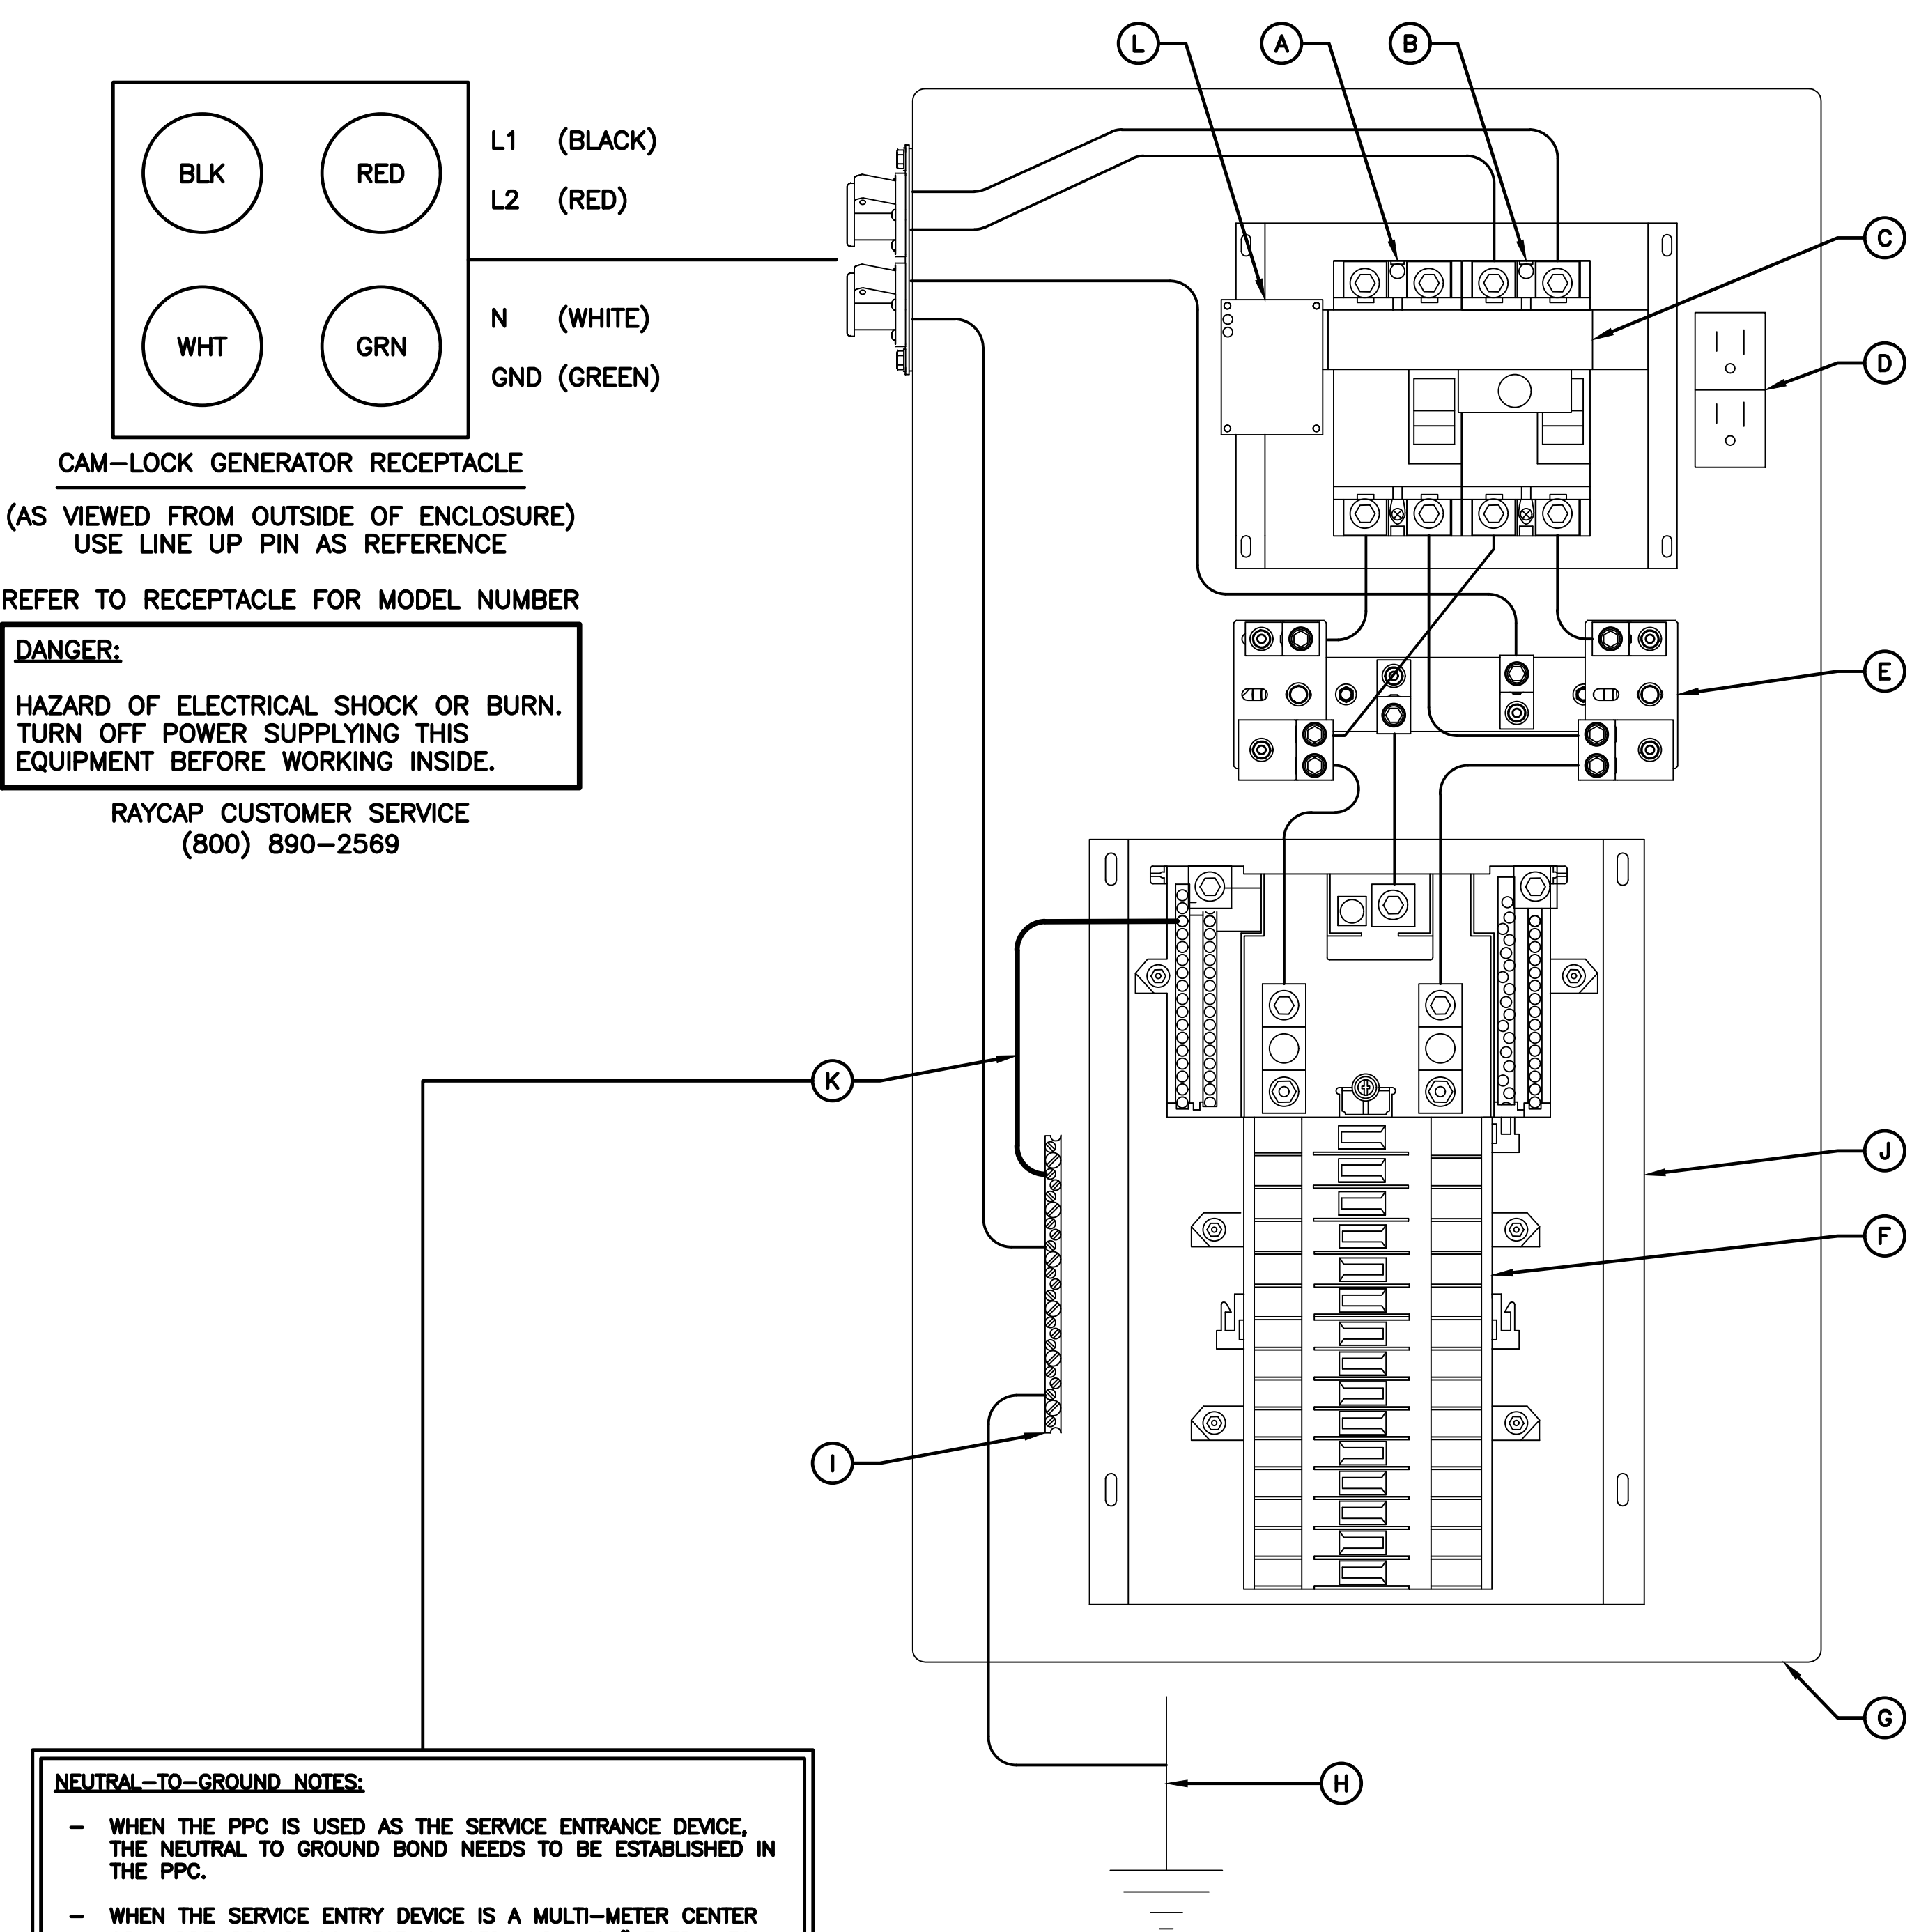 L
A
B
C
D
BLK
RED
WHT
GRN
L1 (BLACK)
L2 (RED)
N (WHITE)
GND (GREEN)
CAM-LOCK GENERATOR RECEPTACLE
(AS VIEWED FROM OUTSIDE OF ENCLOSURE)
USE LINE UP PIN AS REFERENCE
REFER TO RECEPTACLE FOR MODEL NUMBER
DANGER:
HAZARD OF ELECTRICAL SHOCK OR BURN.
TURN OFF POWER SUPPLYING THIS
EQUIPMENT BEFORE WORKING INSIDE.
RAYCAP CUSTOMER SERVICE
(800) 890-2569
E
K
J
F
I
G
H
NEUTRAL-TO-GROUND NOTES:
- WHEN THE PPC IS USED AS THE SERVICE ENTRANCE DEVICE,
THE NEUTRAL TO GROUND BOND NEEDS TO BE ESTABLISHED IN
THE PPC.
- WHEN THE SERVICE ENTRY DEVICE IS A MULTI-METER CENTER